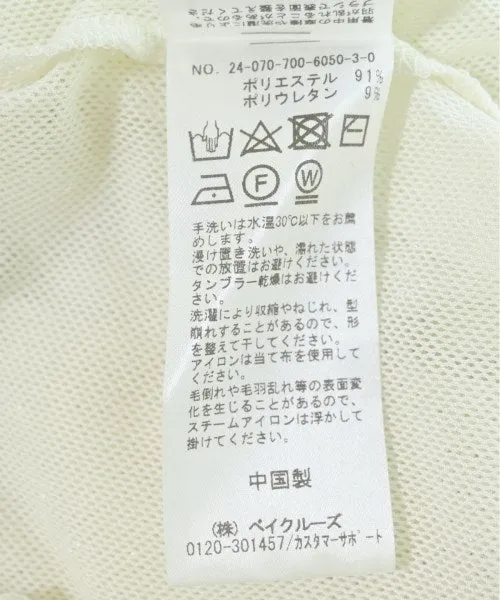 NO. 24-070-700-6050-3-0
ポリエステル 91%
ポリウレタン 9%
F
W
手洗いは水温30℃以下をお薦
めします。
浸け置き洗いや、濡れた状態
での放置はお避けください。
タンブラー乾燥はお避けくださ
い。
洗濯により収縮やねじれ、型
崩れすることがあるので、形
を整えて干してください。
アイロンは当て布を使用して
ください。
毛倒れや毛羽乱れ等の表面変
化を生じることがあるので、
スチームアイロンは浮かして
掛けてください。
中国製
(株) ベイクルーズ
0120-301457/カスタマーサポート